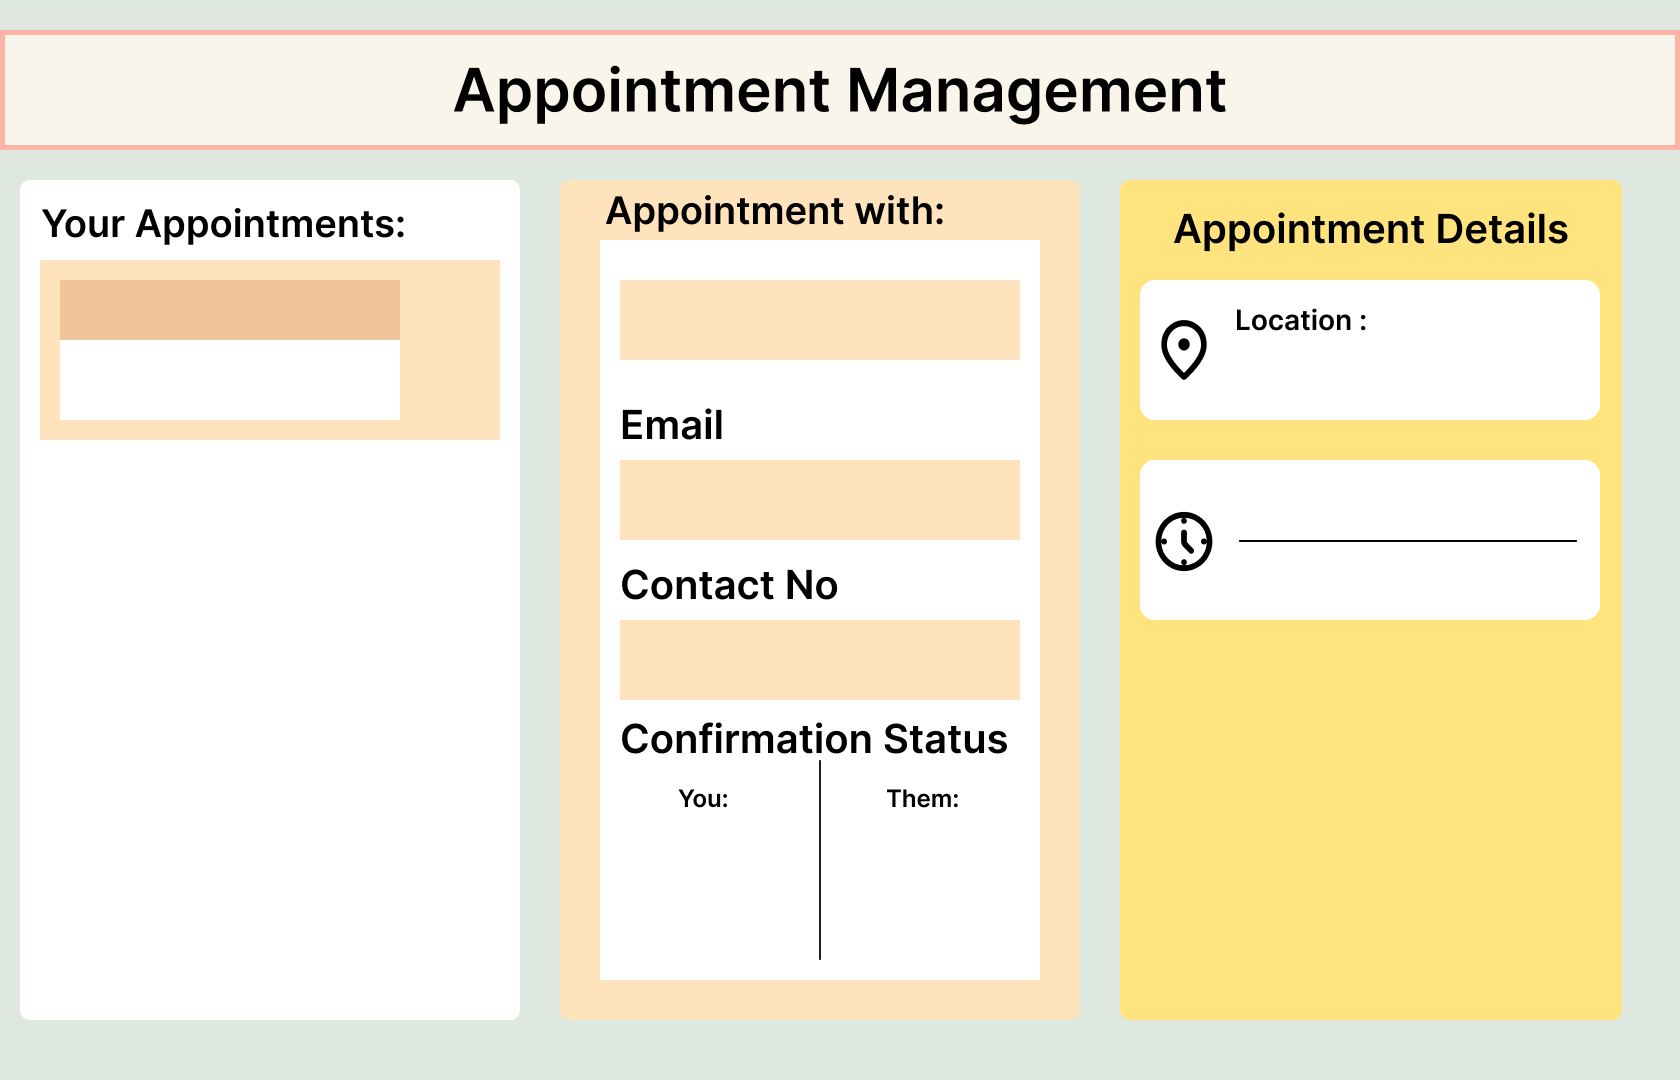 Appointment Management
Your Appointments:
Appointment with:
Email
Contact No
Confirmation Status
You:
Them:
Appointment Details
Location :